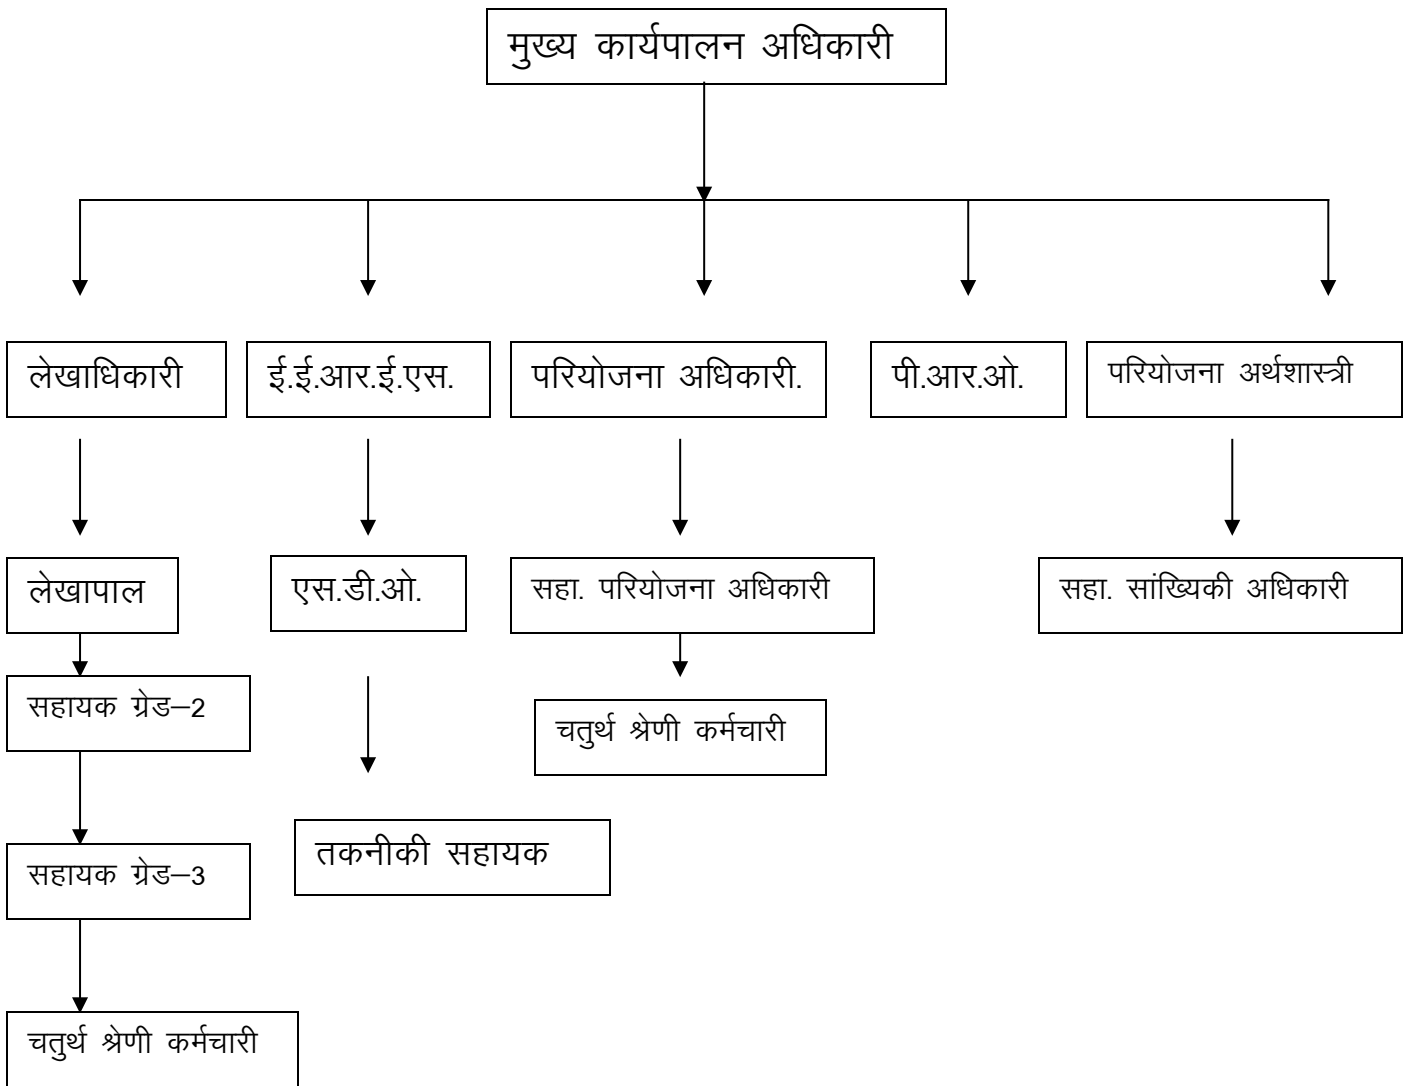 मुख्य कार्यपालन अधिकारी
लेखाधिकारी
ई.ई.आर.ई.एस.
परियोजना अधिकारी.
पी.आर.ओ.
परियोजना अर्थशास्त्री
लेखापाल
एस.डी.ओ.
सहा. परियोजना अधिकारी
सहा. सांख्यिकी अधिकारी
सहायक ग्रेड–2
चतुर्थ श्रेणी कर्मचारी
तकनीकी सहायक
सहायक ग्रेड–3
चतुर्थ श्रेणी कर्मचारी